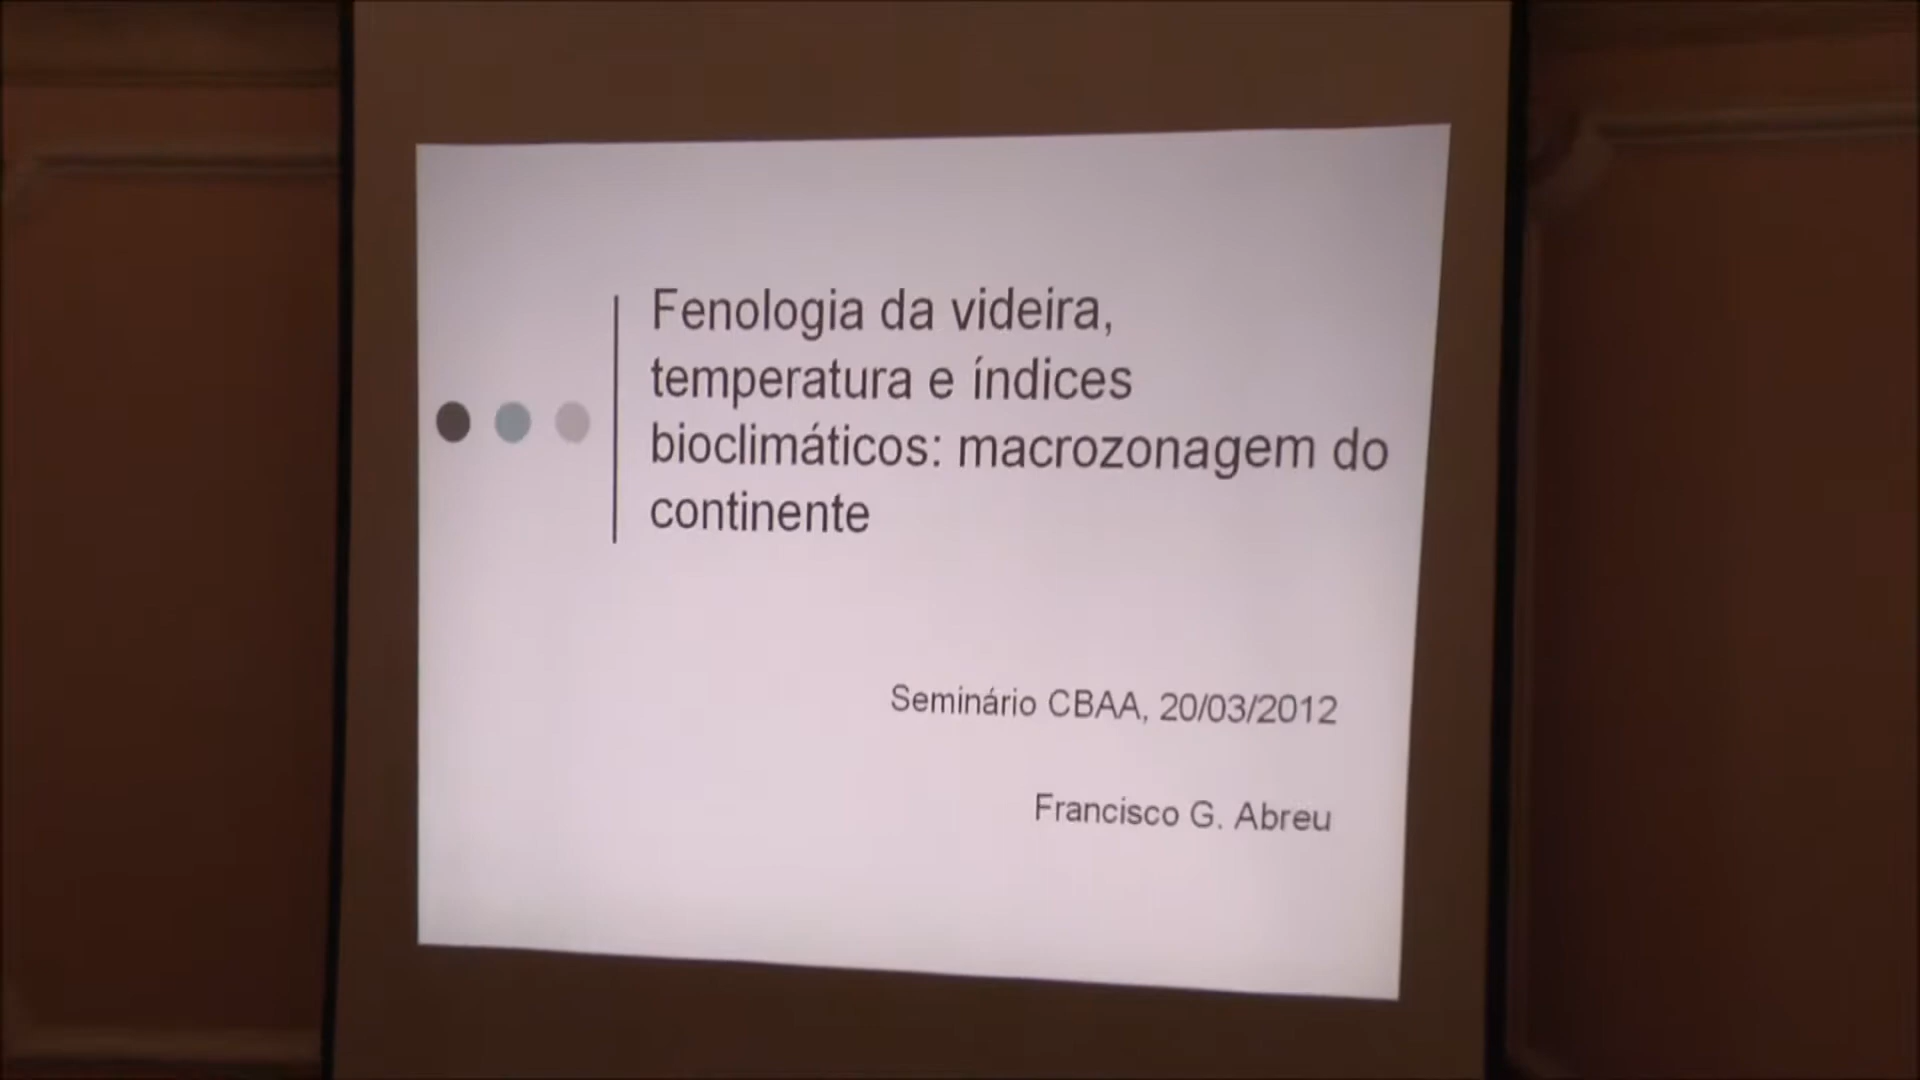 Fenologia da videira,
temperatura e índices
bioclimáticos: macrozonagem do
continente
Seminário CBAA, 20/03/2012
Francisco G. Abreu